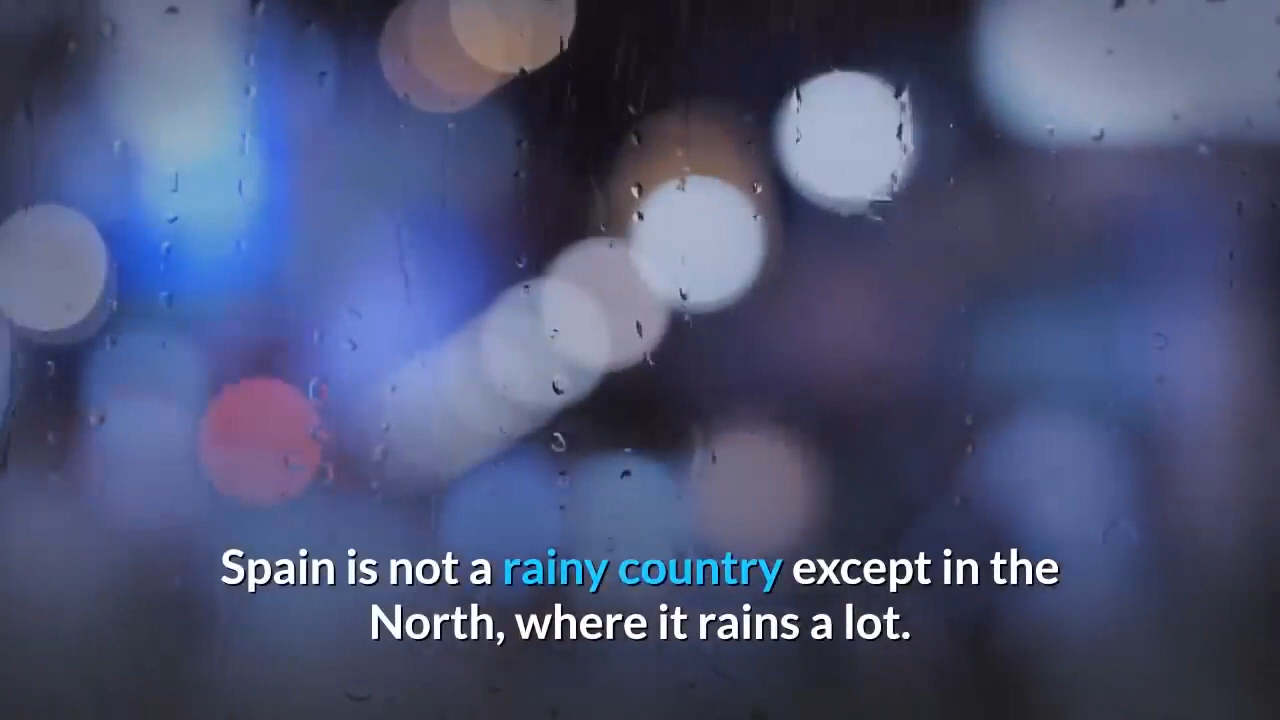 Spain is not a rainy country except in the
North, where it rains a lot.